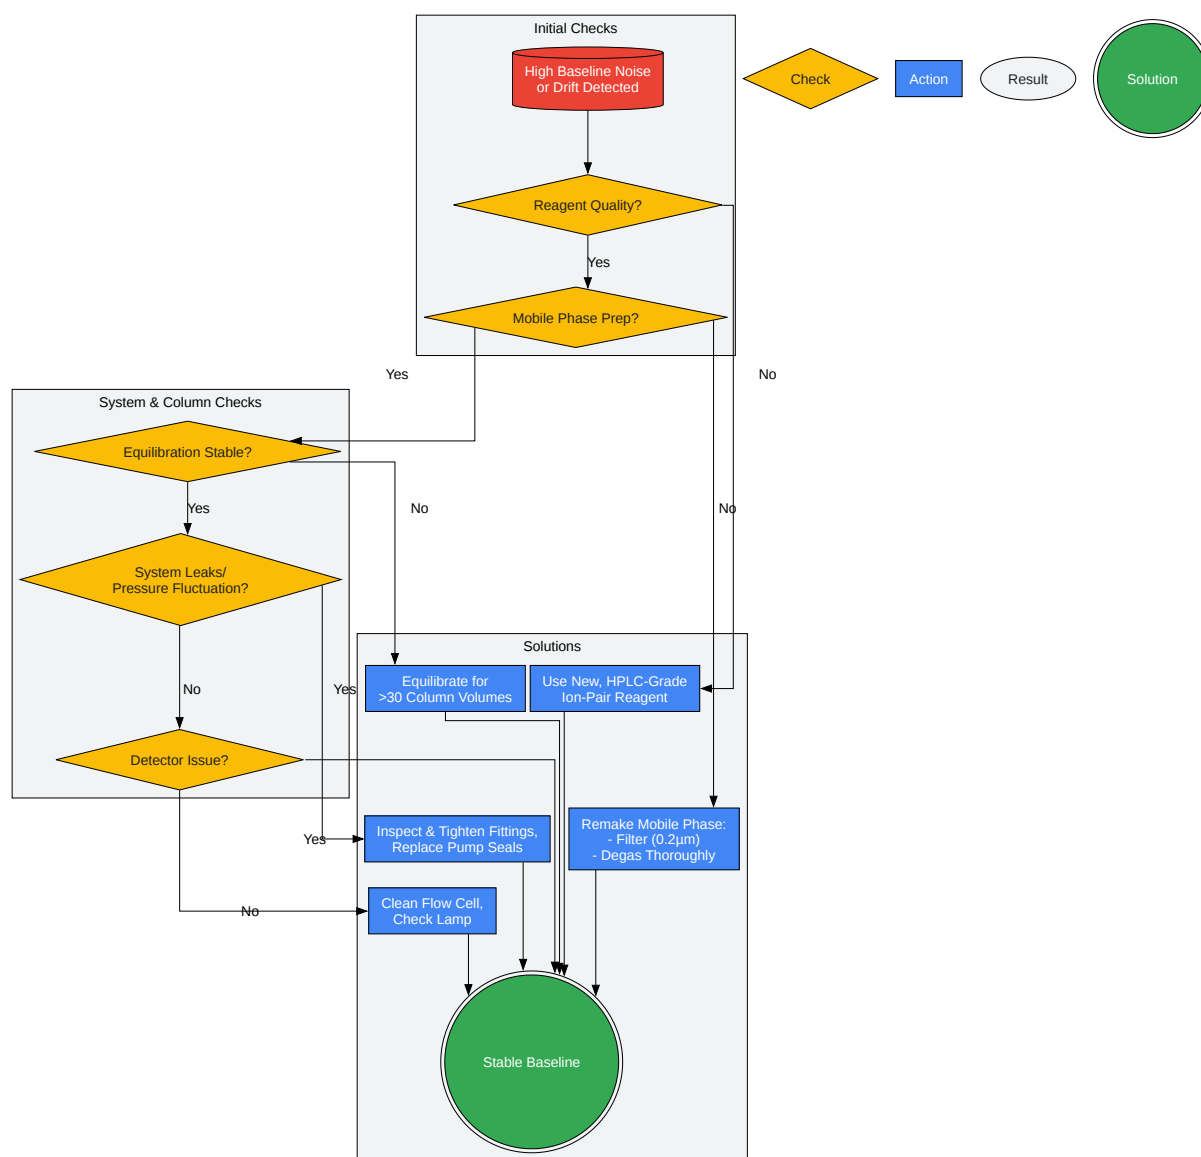 Initial Checks
High Baseline Noise
or Drift Detected
Check
Action
Result
Solution
Reagent Quality?
Yes
Mobile Phase Prep?
Yes
No
System & Column Checks
Equilibration Stable?
Yes
No
No
System Leaks/
Pressure Fluctuation?
Solutions
No
Yes
Equilibrate for
>30 Column Volumes
Use New, HPLC-Grade
Ion-Pair Reagent
Detector Issue?
Yes
Inspect & Tighten Fittings,
Replace Pump Seals
Remake Mobile Phase:
- Filter (0.2µm)
- Degas Thoroughly
No
Clean Flow Cell,
Check Lamp
Stable Baseline